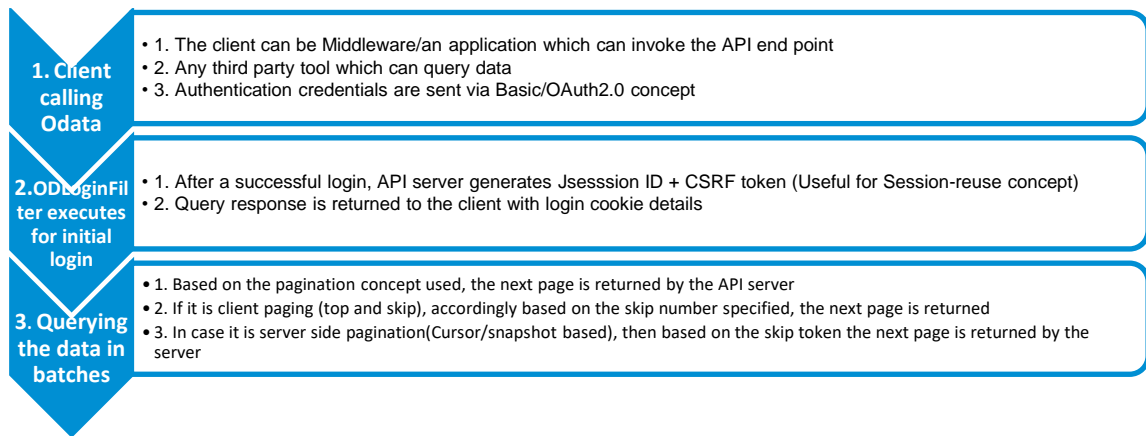 1. Client
calling
Odata
• 1. The client can be Middleware/an application which can invoke the API end point
• 2. Any third party tool which can query data
• 3. Authentication credentials are sent via Basic/OAuth2.0 concept
2.ODLoginFil
ter executes
for initial
login
• 1. After a successful login, API server generates Jsesssion ID + CSRF token (Useful for Session-reuse concept)
• 2. Query response is returned to the client with login cookie details
3. Querying
the data in
batches
• 1. Based on the pagination concept used, the next page is returned by the API server
• 2. If it is client paging (top and skip), accordingly based on the skip number specified, the next page is returned
• 3. In case it is server side pagination(Cursor/snapshot based), then based on the skip token the next page is returned by the
server